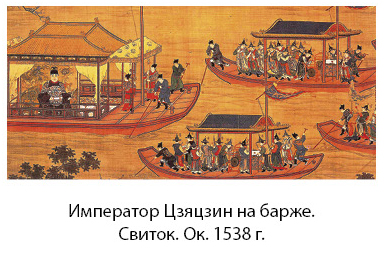 Император Цзяцзин на барже.
Свиток. Ок. 1538 г.